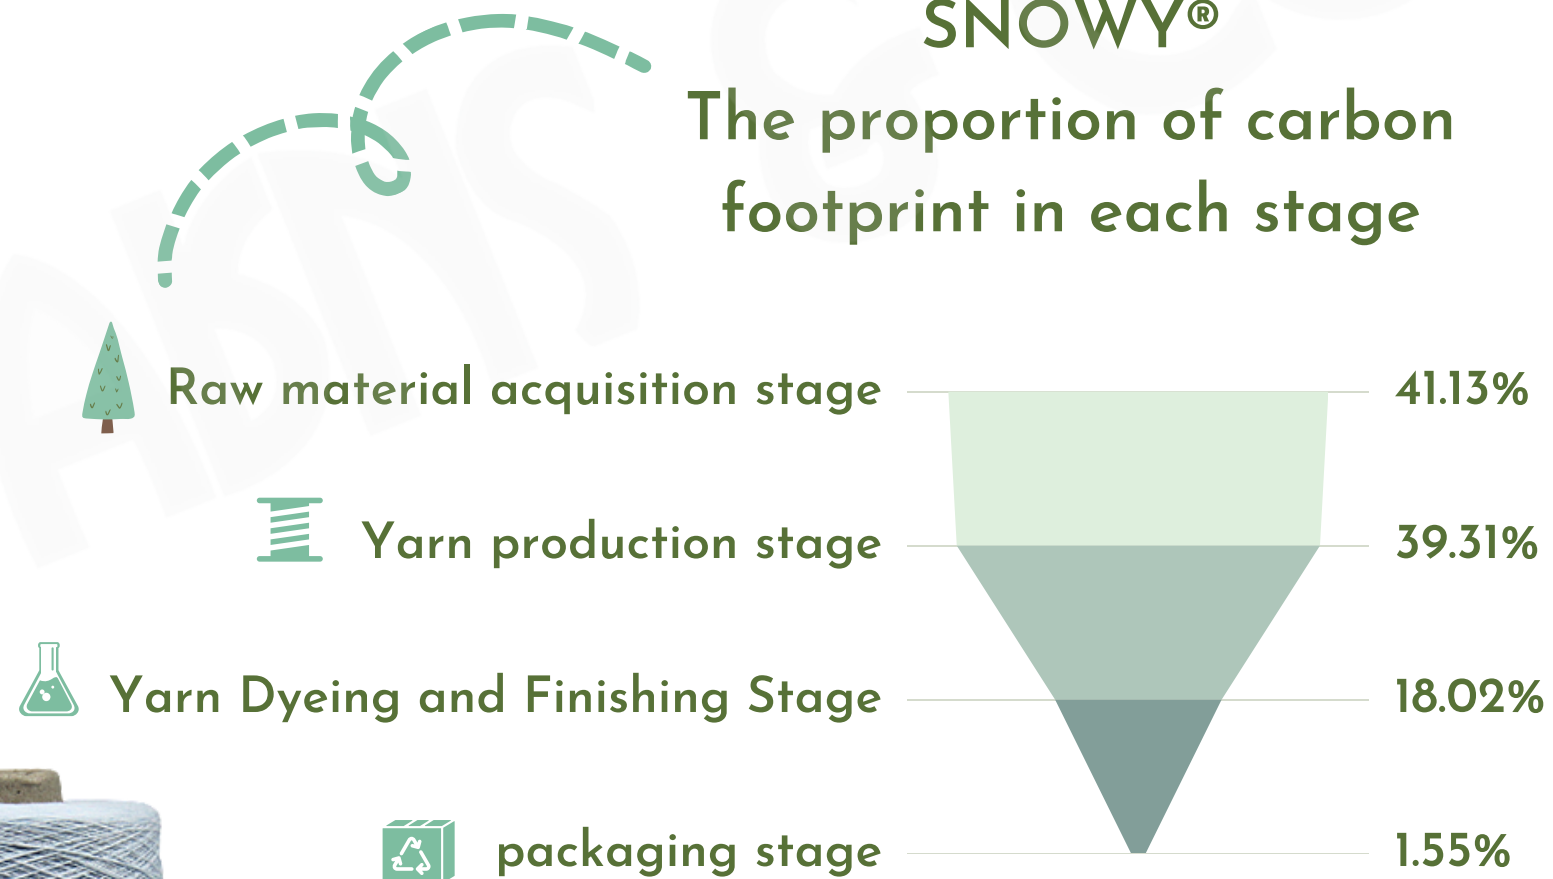 SNOWY®
The proportion of carbon
footprint in each stage
Raw material acquisition stage 41.13%
Yarn production stage 39.31%
Yarn Dyeing and Finishing Stage 18.02%
packaging stage 1.55%